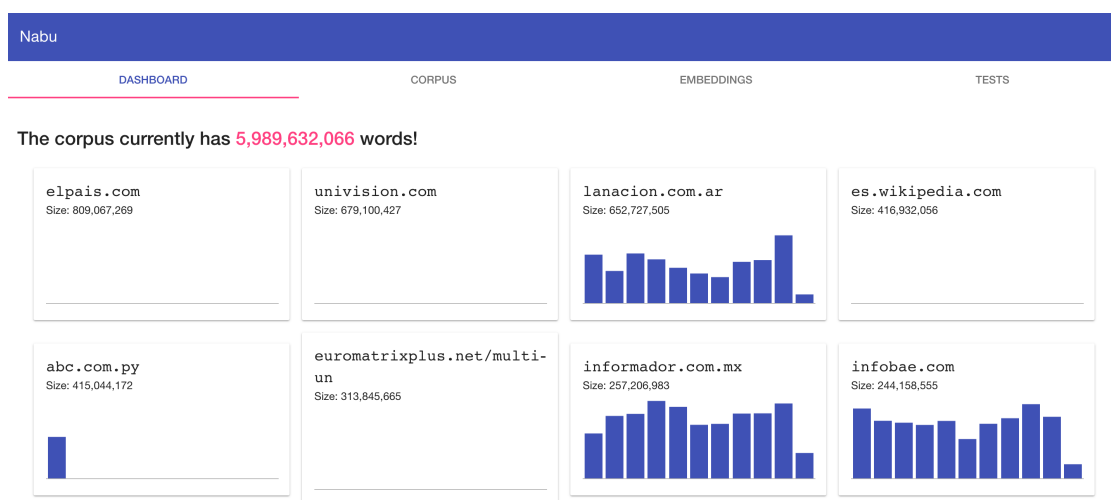 Nabu
DASHBOARD CORPUS EMBEDDINGS TESTS
The corpus currently has 5,989,632,066 words!
elpais.com
Size: 809,067,269
univision.com
Size: 679,100,427
lanacion.com.ar
Size: 652,727,505
es.wikipedia.com
Size: 416,932,056
abc.com.py
Size: 415,044,172
euromatrixplus.net/multi-
un
Size: 313,845,665
informador.com.mx
Size: 257,206,983
infobae.com
Size: 244,158,555